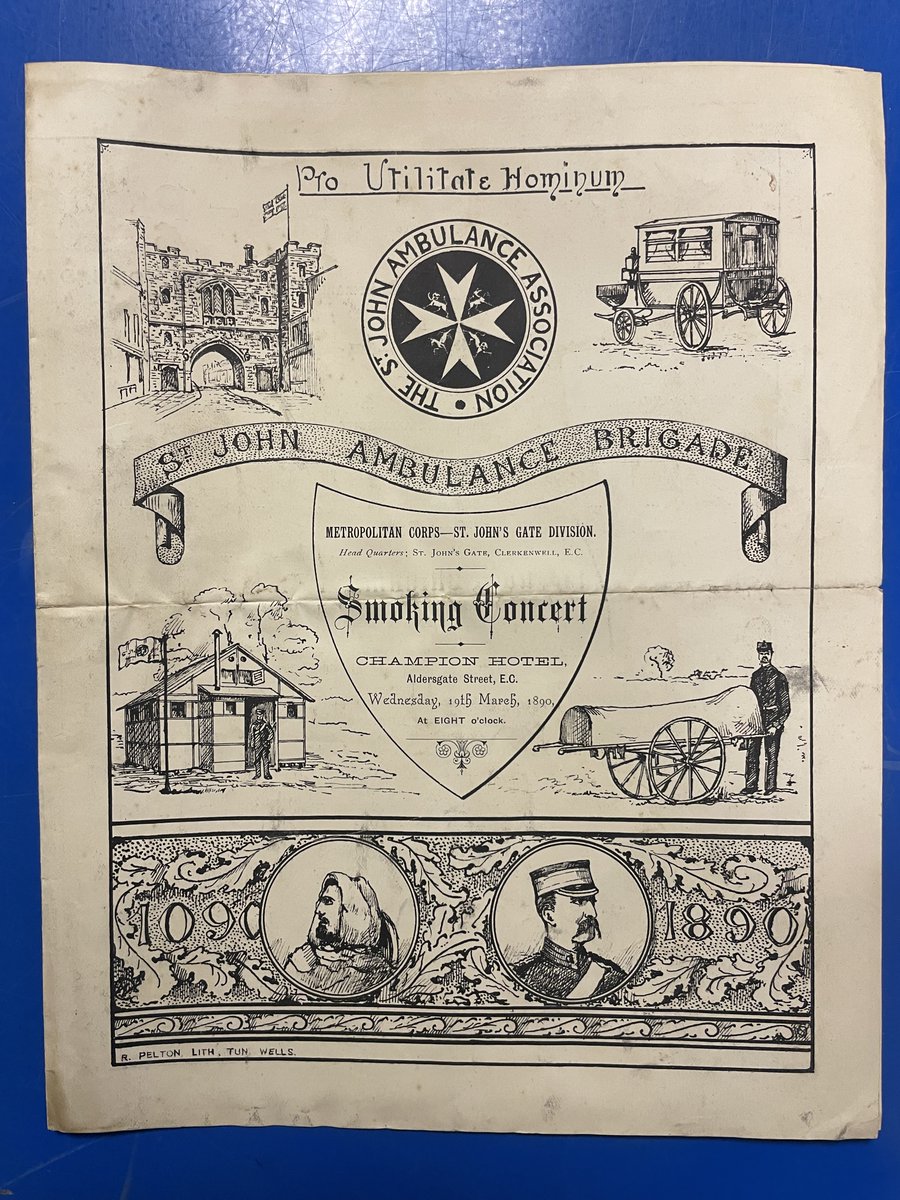 Pro Utilitate Hominum
THE ST JOHN AMBULANCE ASSOCIATION •
ST JOHN AMBULANCE BRIGADE
METROPOLITAN CORPS—ST. JOHN'S GATE DIVISION.
Head Quarters; ST. JOHN'S GATE, CLERKENWELL, E.C.
Smoking Concert
CHAMPION HOTEL,
Aldersgate Street, E.C.
Wednesday, 19th March, 1890,
At EIGHT o'clock.
1090 1890
R. PELTON, LITH, TUN. WELLS.